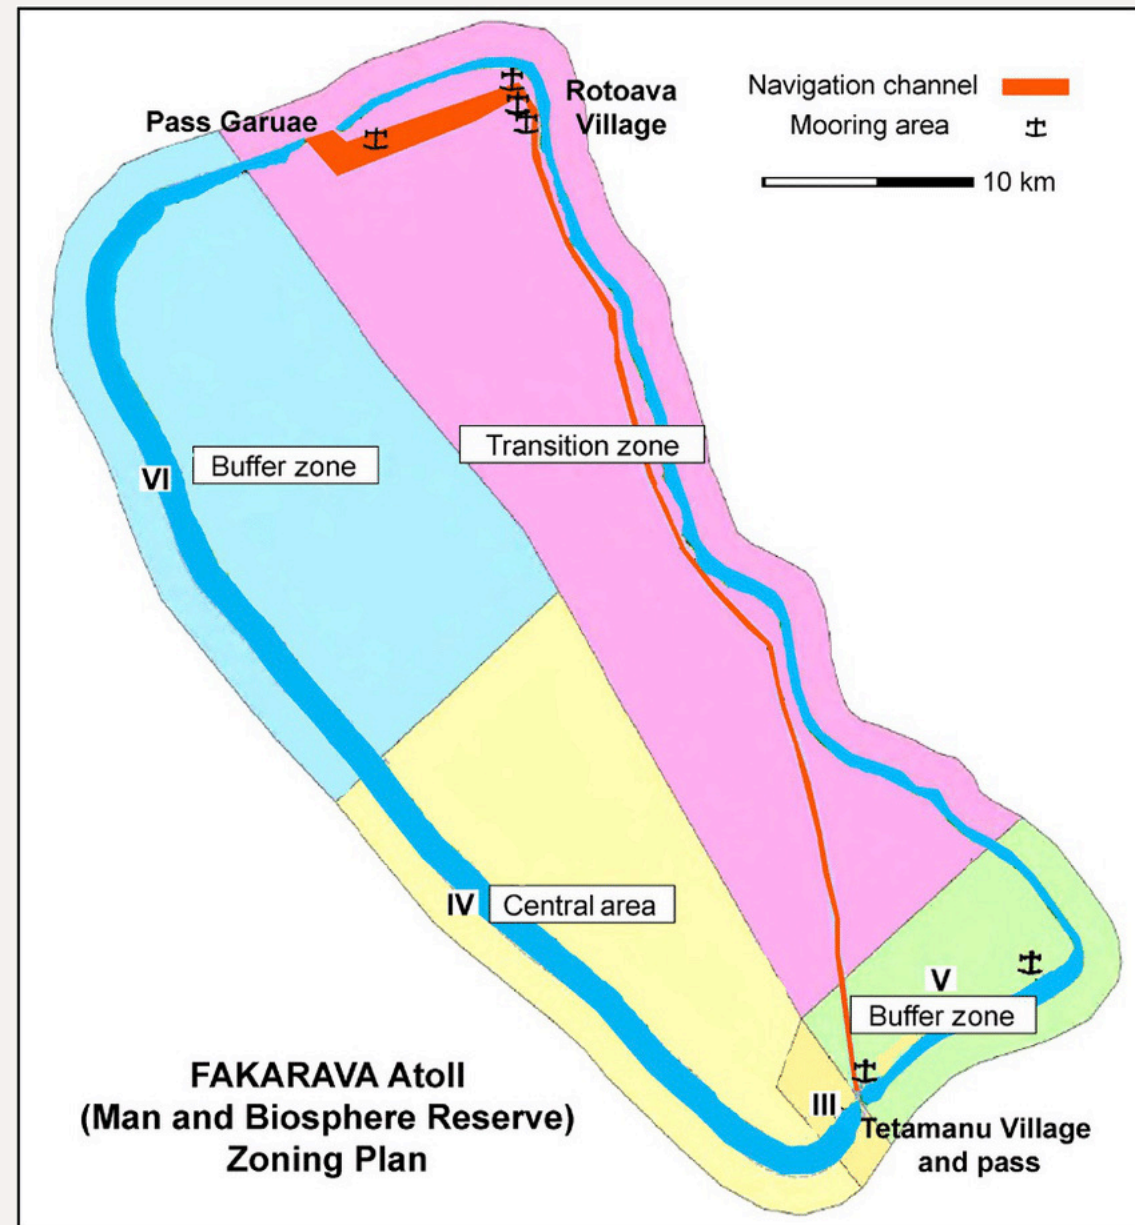 Pass Garuae
Rotoava
Village
Navigation channel
Mooring area
10 km
Transition zone
Buffer zone
VI
IV
Central area
V
Buffer zone
III
Tetamanu Village
and pass
FAKARAVA Atoll
(Man and Biosphere Reserve)
Zoning Plan